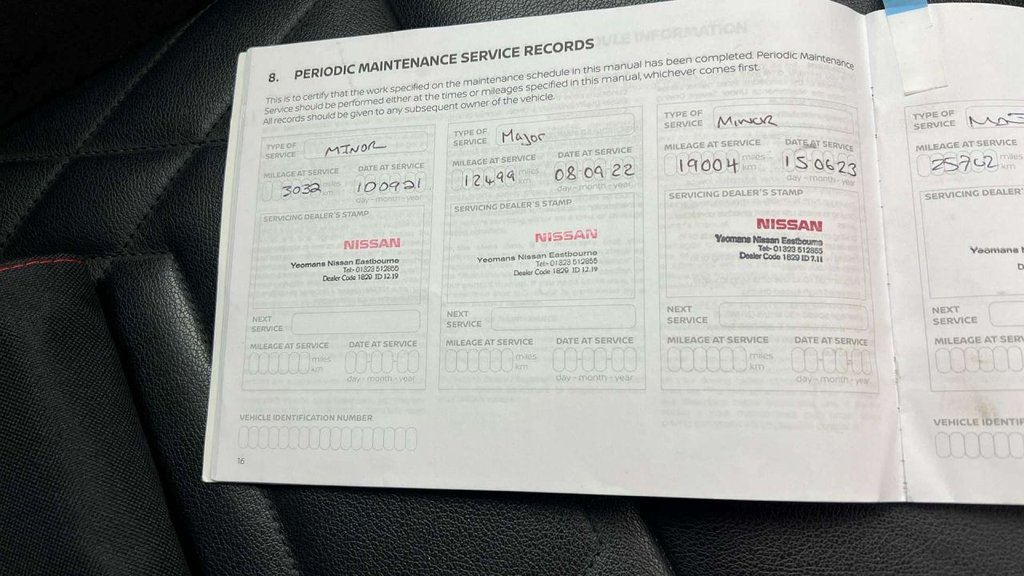 8. PERIODIC MAINTENANCE SERVICE RECORDS
This is to certify that the work specified on the maintenance schedule in this manual has been completed. Periodic Maintenance
Service should be performed either at the times or mileages specified in this manual, whichever comes first.
All records should be given to any subsequent owner of the vehicle.
TYPE OF SERVICE MINOR
MILEAGE AT SERVICE DATE AT SERVICE
3032 miles km 100921
day - month - year
SERVICING DEALER'S STAMP
NISSAN
Yeomans Nissan Eastbourne
Tel:- 01323 512855
Dealer Code 1829 ID 12.19
NEXT SERVICE
MILEAGE AT SERVICE DATE AT SERVICE
miles km
day - month - year
VEHICLE IDENTIFICATION NUMBER
16
TYPE OF SERVICE Major
MILEAGE AT SERVICE DATE AT SERVICE
12499 miles km 08 09 22
day - month - year
SERVICING DEALER'S STAMP
NISSAN
Yeomans Nissan Eastbourne
Tel:- 01323 512855
Dealer Code 1829 ID 12.19
NEXT SERVICE
MILEAGE AT SERVICE DATE AT SERVICE
miles km
day - month - year
TYPE OF SERVICE MINOR
MILEAGE AT SERVICE DATE AT SERVICE
19004 miles km 150623
day - month - year
SERVICING DEALER'S STAMP
NISSAN
Yeomans Nissan Eastbourne
Tel:- 01323 512855
Dealer Code 1829 ID 7.11
NEXT SERVICE
MILEAGE AT SERVICE DATE AT SERVICE
miles km
day - month - year
TYPE OF SERVICE
MILEAGE AT SERVICE
miles km
SERVICING DEALER'
Yeomans
NEXT SERVICE
MILEAGE AT SERV
miles km
VEHICLE IDENTIF